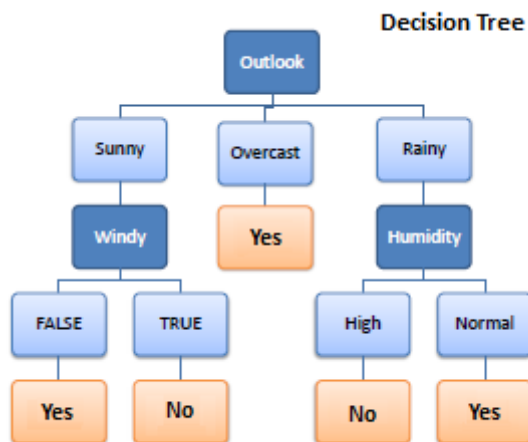 Decision Tree
Outlook
Sunny
Overcast
Rainy
Windy
Yes
Humidity
FALSE
TRUE
High
Normal
Yes
No
No
Yes